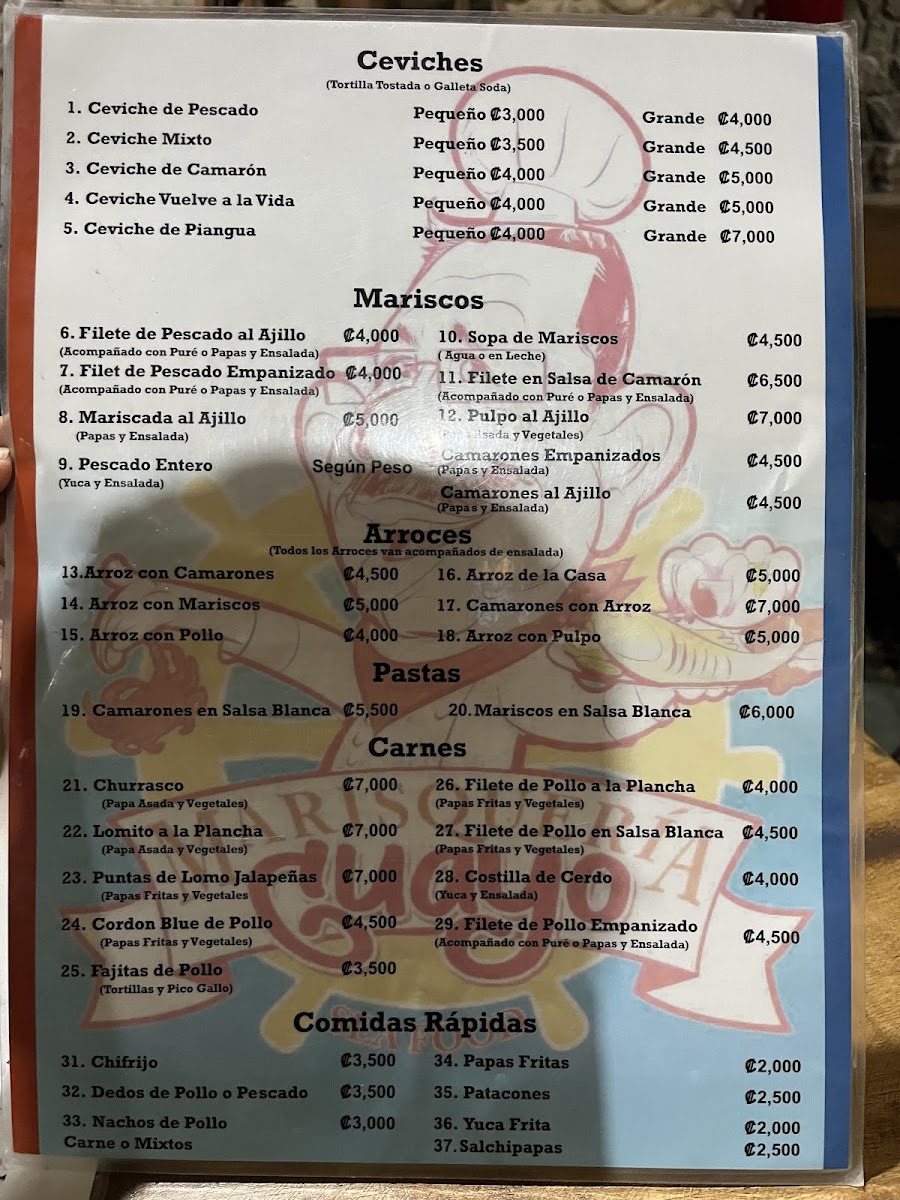 Ceviches
(Tortilla Tostada o Galleta Soda)
1. Ceviche de Pescado Pequeño ₡3,000 Grande ₡4,000
2. Ceviche Mixto Pequeño ₡3,500 Grande ₡4,500
3. Ceviche de Camarón Pequeño ₡4,000 Grande ₡5,000
4. Ceviche Vuelve a la Vida Pequeño ₡4,000 Grande ₡5,000
5. Ceviche de Piangua Pequeño ₡4,000 Grande ₡7,000
Mariscos
6. Filete de Pescado al Ajillo ₡4,000
(Acompañado con Puré o Papas y Ensalada)
7. Filet de Pescado Empanizado ₡4,000
(Acompañado con Puré o Papas y Ensalada)
8. Mariscada al Ajillo ₡5,000
(Papas y Ensalada)
9. Pescado Entero Según Peso
(Yuca y Ensalada)
10. Sopa de Mariscos ₡4,500
( Agua o en Leche)
11. Filete en Salsa de Camarón ₡6,500
(Acompañado con Puré o Papas y Ensalada)
12. Pulpo al Ajillo ₡7,000
(Papa Asada y Vegetales)
Camarones Empanizados ₡4,500
(Papas y Ensalada)
Camarones al Ajillo ₡4,500
(Papas y Ensalada)
Arroces
(Todos los Arroces van acompañados de ensalada)
13.Arroz con Camarones ₡4,500
14. Arroz con Mariscos ₡5,000
15. Arroz con Pollo ₡4,000
16. Arroz de la Casa ₡5,000
17. Camarones con Arroz ₡7,000
18. Arroz con Pulpo ₡5,000
Pastas
19. Camarones en Salsa Blanca ₡5,500
20.Mariscos en Salsa Blanca ₡6,000
Carnes
21. Churrasco ₡7,000
(Papa Asada y Vegetales)
22. Lomito a la Plancha ₡7,000
(Papa Asada y Vegetales)
23. Puntas de Lomo Jalapeñas ₡7,000
(Papas Fritas y Vegetales
24. Cordon Blue de Pollo ₡4,500
(Papas Fritas y Vegetales)
25. Fajitas de Pollo ₡3,500
(Tortillas y Pico Gallo)
26. Filete de Pollo a la Plancha ₡4,000
(Papas Fritas y Vegetales)
27. Filete de Pollo en Salsa Blanca ₡4,500
(Papas Fritas y Vegetales)
28. Costilla de Cerdo ₡4,000
(Yuca y Ensalada)
29. Filete de Pollo Empanizado ₡4,500
(Acompañado con Puré o Papas y Ensalada)
MARISQUERÍA
Guayo
SEAFOOD
Comidas Rápidas
31. Chifrijo ₡3,500
32. Dedos de Pollo o Pescado ₡3,500
33. Nachos de Pollo ₡3,000
Carne o Mixtos
34. Papas Fritas ₡2,000
35. Patacones ₡2,500
36. Yuca Frita ₡2,000
37.Salchipapas ₡2,500